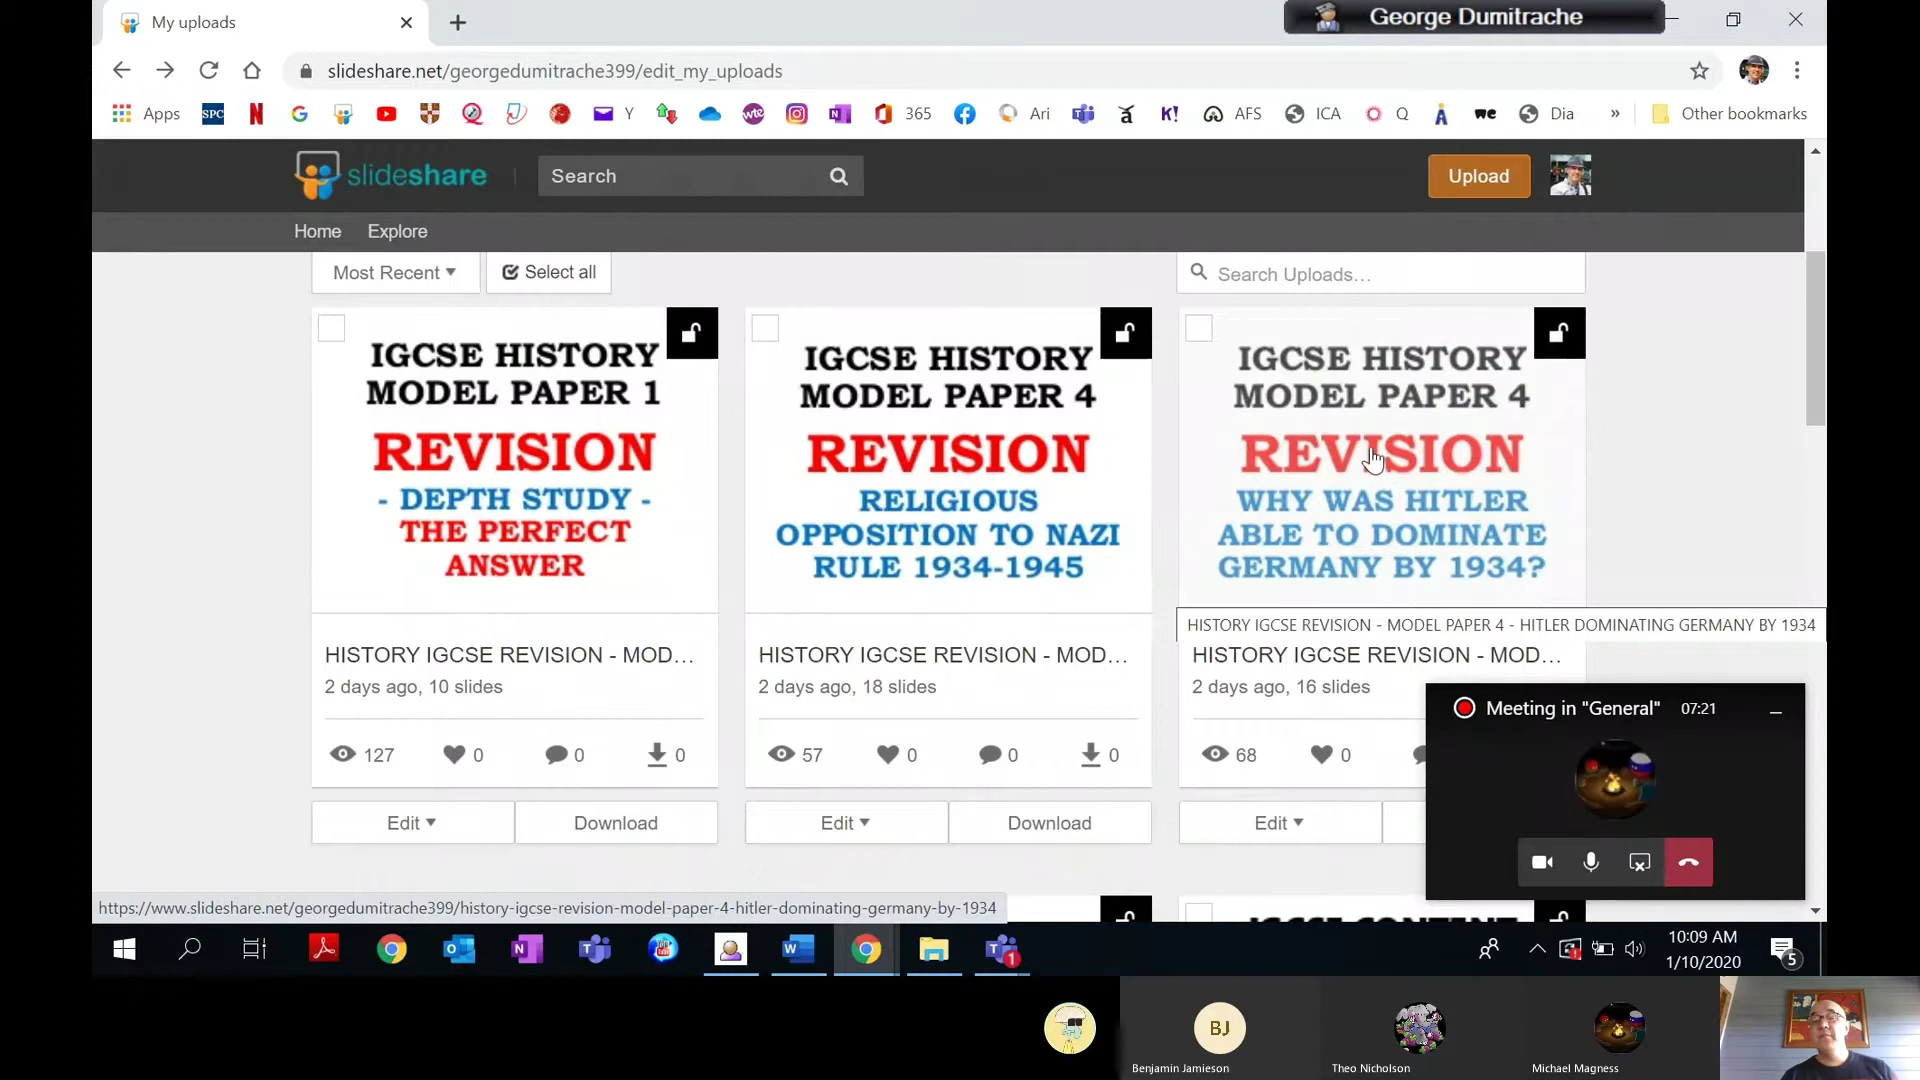 My uploads
George Dumitrache
slideshare.net/georgedumitrache399/edit_my_uploads
Apps
SPC
N
G
Y
wte
365
Ari
K!
AFS
ICA
Q
we
Dia
»
Other bookmarks
slideshare
Search
Upload
Home
Explore
Most Recent
Select all
Search Uploads...
IGCSE HISTORY
MODEL PAPER 1
REVISION
- DEPTH STUDY -
THE PERFECT
ANSWER
IGCSE HISTORY
MODEL PAPER 4
REVISION
RELIGIOUS
OPPOSITION TO NAZI
RULE 1934-1945
IGCSE HISTORY
MODEL PAPER 4
REVISION
WHY WAS HITLER
ABLE TO DOMINATE
GERMANY BY 1934?
HISTORY IGCSE REVISION - MODEL PAPER 4 - HITLER DOMINATING GERMANY BY 1934
HISTORY IGCSE REVISION - MOD...
2 days ago, 10 slides
127
0
0
0
Edit
Download
HISTORY IGCSE REVISION - MOD...
2 days ago, 18 slides
57
0
0
0
Edit
Download
HISTORY IGCSE REVISION - MOD...
2 days ago, 16 slides
68
0
Edit
Meeting in "General"
07:21
https://www.slideshare.net/georgedumitrache399/history-igcse-revision-model-paper-4-hitler-dominating-germany-by-1934
IGCSE CONTENT
10:09 AM
1/10/2020
5
1
BJ
Benjamin Jamieson
Theo Nicholson
Michael Magness